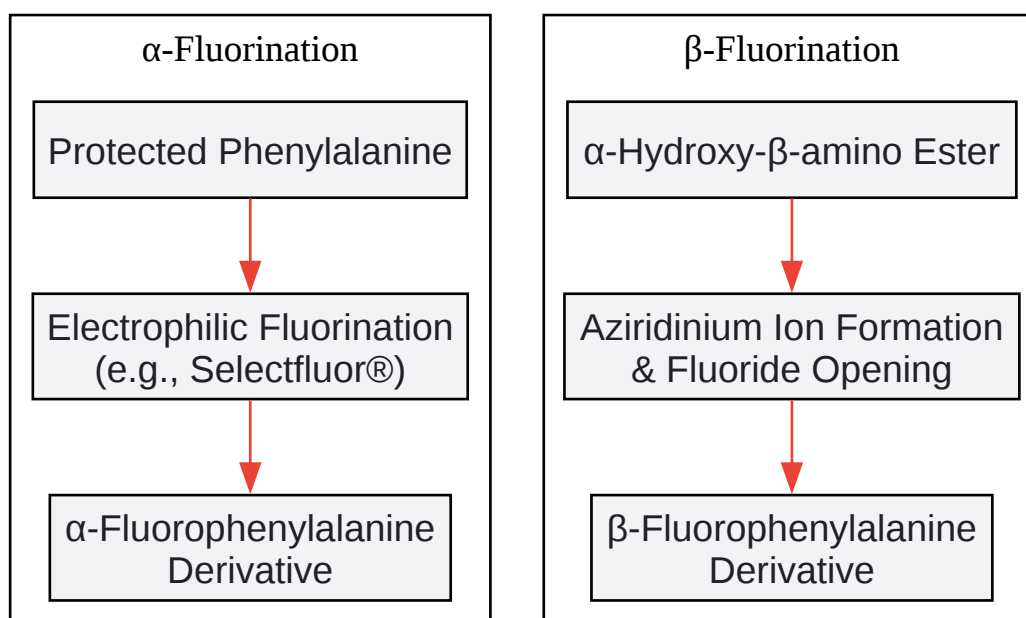 α-Fluorination
Protected Phenylalanine
Electrophilic Fluorination
(e.g., Selectfluor®)
α-Fluorophenylalanine
Derivative
β-Fluorination
α-Hydroxy-β-amino Ester
Aziridinium Ion Formation
& Fluoride Opening
β-Fluorophenylalanine
Derivative